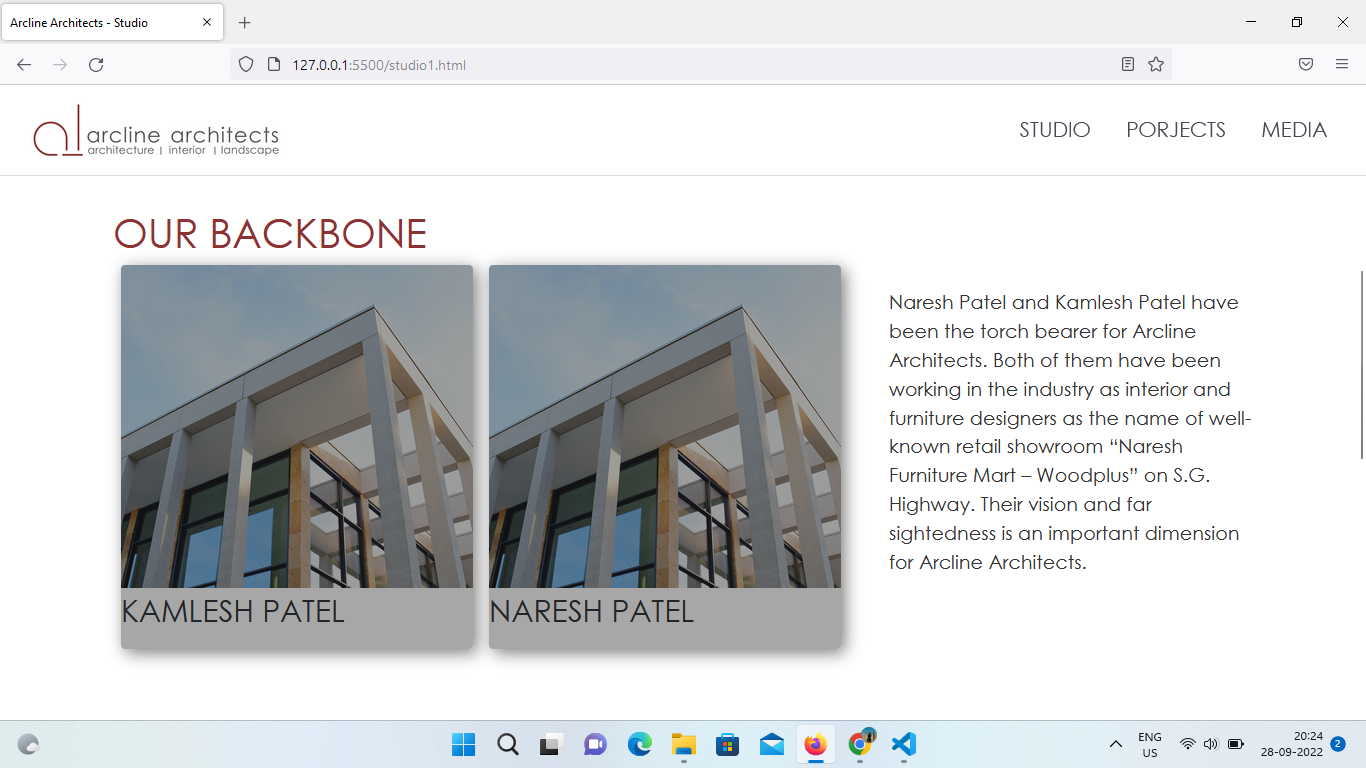 Arcline Architects - Studio
127.0.0.1:5500/studio1.html
arcline architects
architecture | interior | landscape
STUDIO PORJECTS MEDIA
OUR BACKBONE
KAMLESH PATEL
NARESH PATEL
Naresh Patel and Kamlesh Patel have
been the torch bearer for Arcline
Architects. Both of them have been
working in the industry as interior and
furniture designers as the name of well-
known retail showroom “Naresh
Furniture Mart – Woodplus” on S.G.
Highway. Their vision and far
sightedness is an important dimension
for Arcline Architects.
ENG
US
20:24
28-09-2022
2